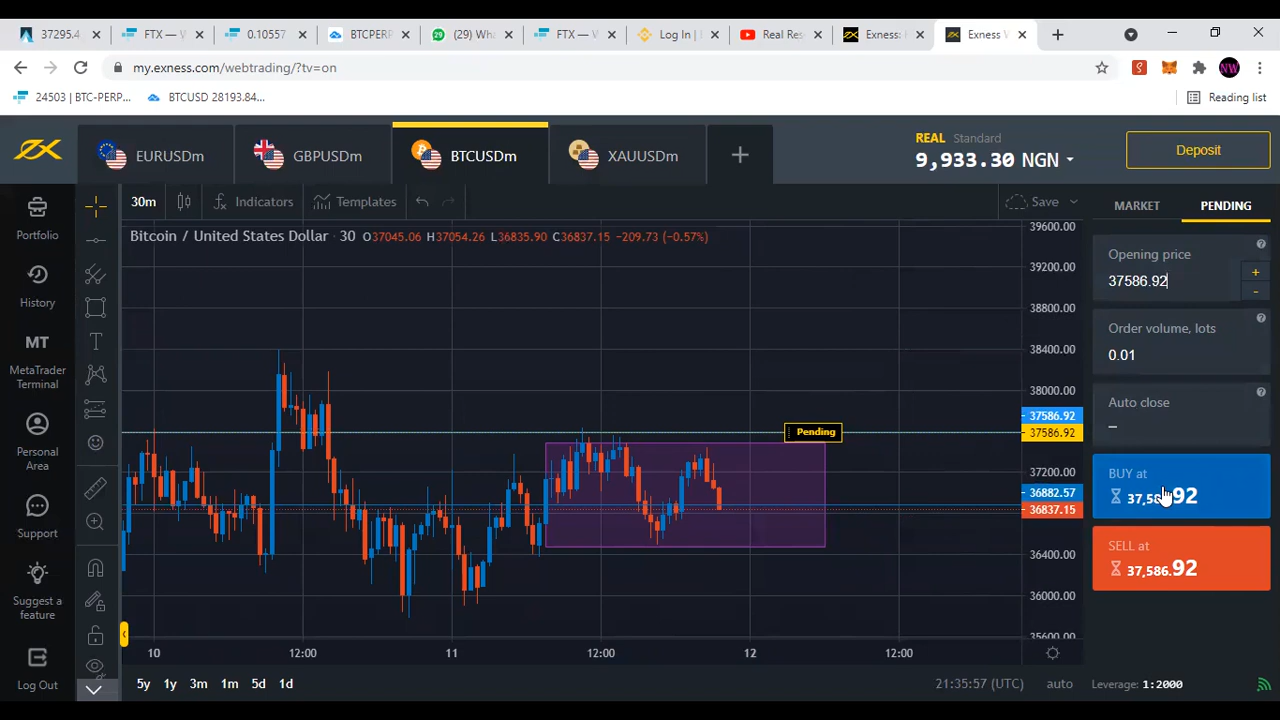 37295.4
FTX — W
0.10557
BTCPERP
(29) Wha
FTX — W
Log In |
Real Res
Exness:
Exness W
my.exness.com/webtrading/?tv=on
NW
24503 | BTC-PERP...
BTCUSD 28193.84...
Reading list
EURUSDm
GBPUSDm
BTCUSDm
XAUUSDm
REAL Standard
9,933.30 NGN
Deposit
Portfolio
History
MT
MetaTrader
Terminal
Personal
Area
Support
Suggest a
feature
Log Out
30m
Indicators
Templates
Save
Bitcoin / United States Dollar · 30 O37045.06 H37054.26 L36835.90 C36837.15 −209.73 (−0.57%)
39600.00
39200.00
38800.00
38400.00
38000.00
37586.92
37586.92
37200.00
36882.57
36837.15
36400.00
36000.00
35600.00
Pending
10
12:00
11
12:00
12
12:00
5y
1y
3m
1m
5d
1d
21:35:57 (UTC)
auto
MARKET
PENDING
Opening price
37586.92
+
-
Order volume, lots
0.01
Auto close
–
BUY at
SELL at
37,586.92
Leverage: 1:2000